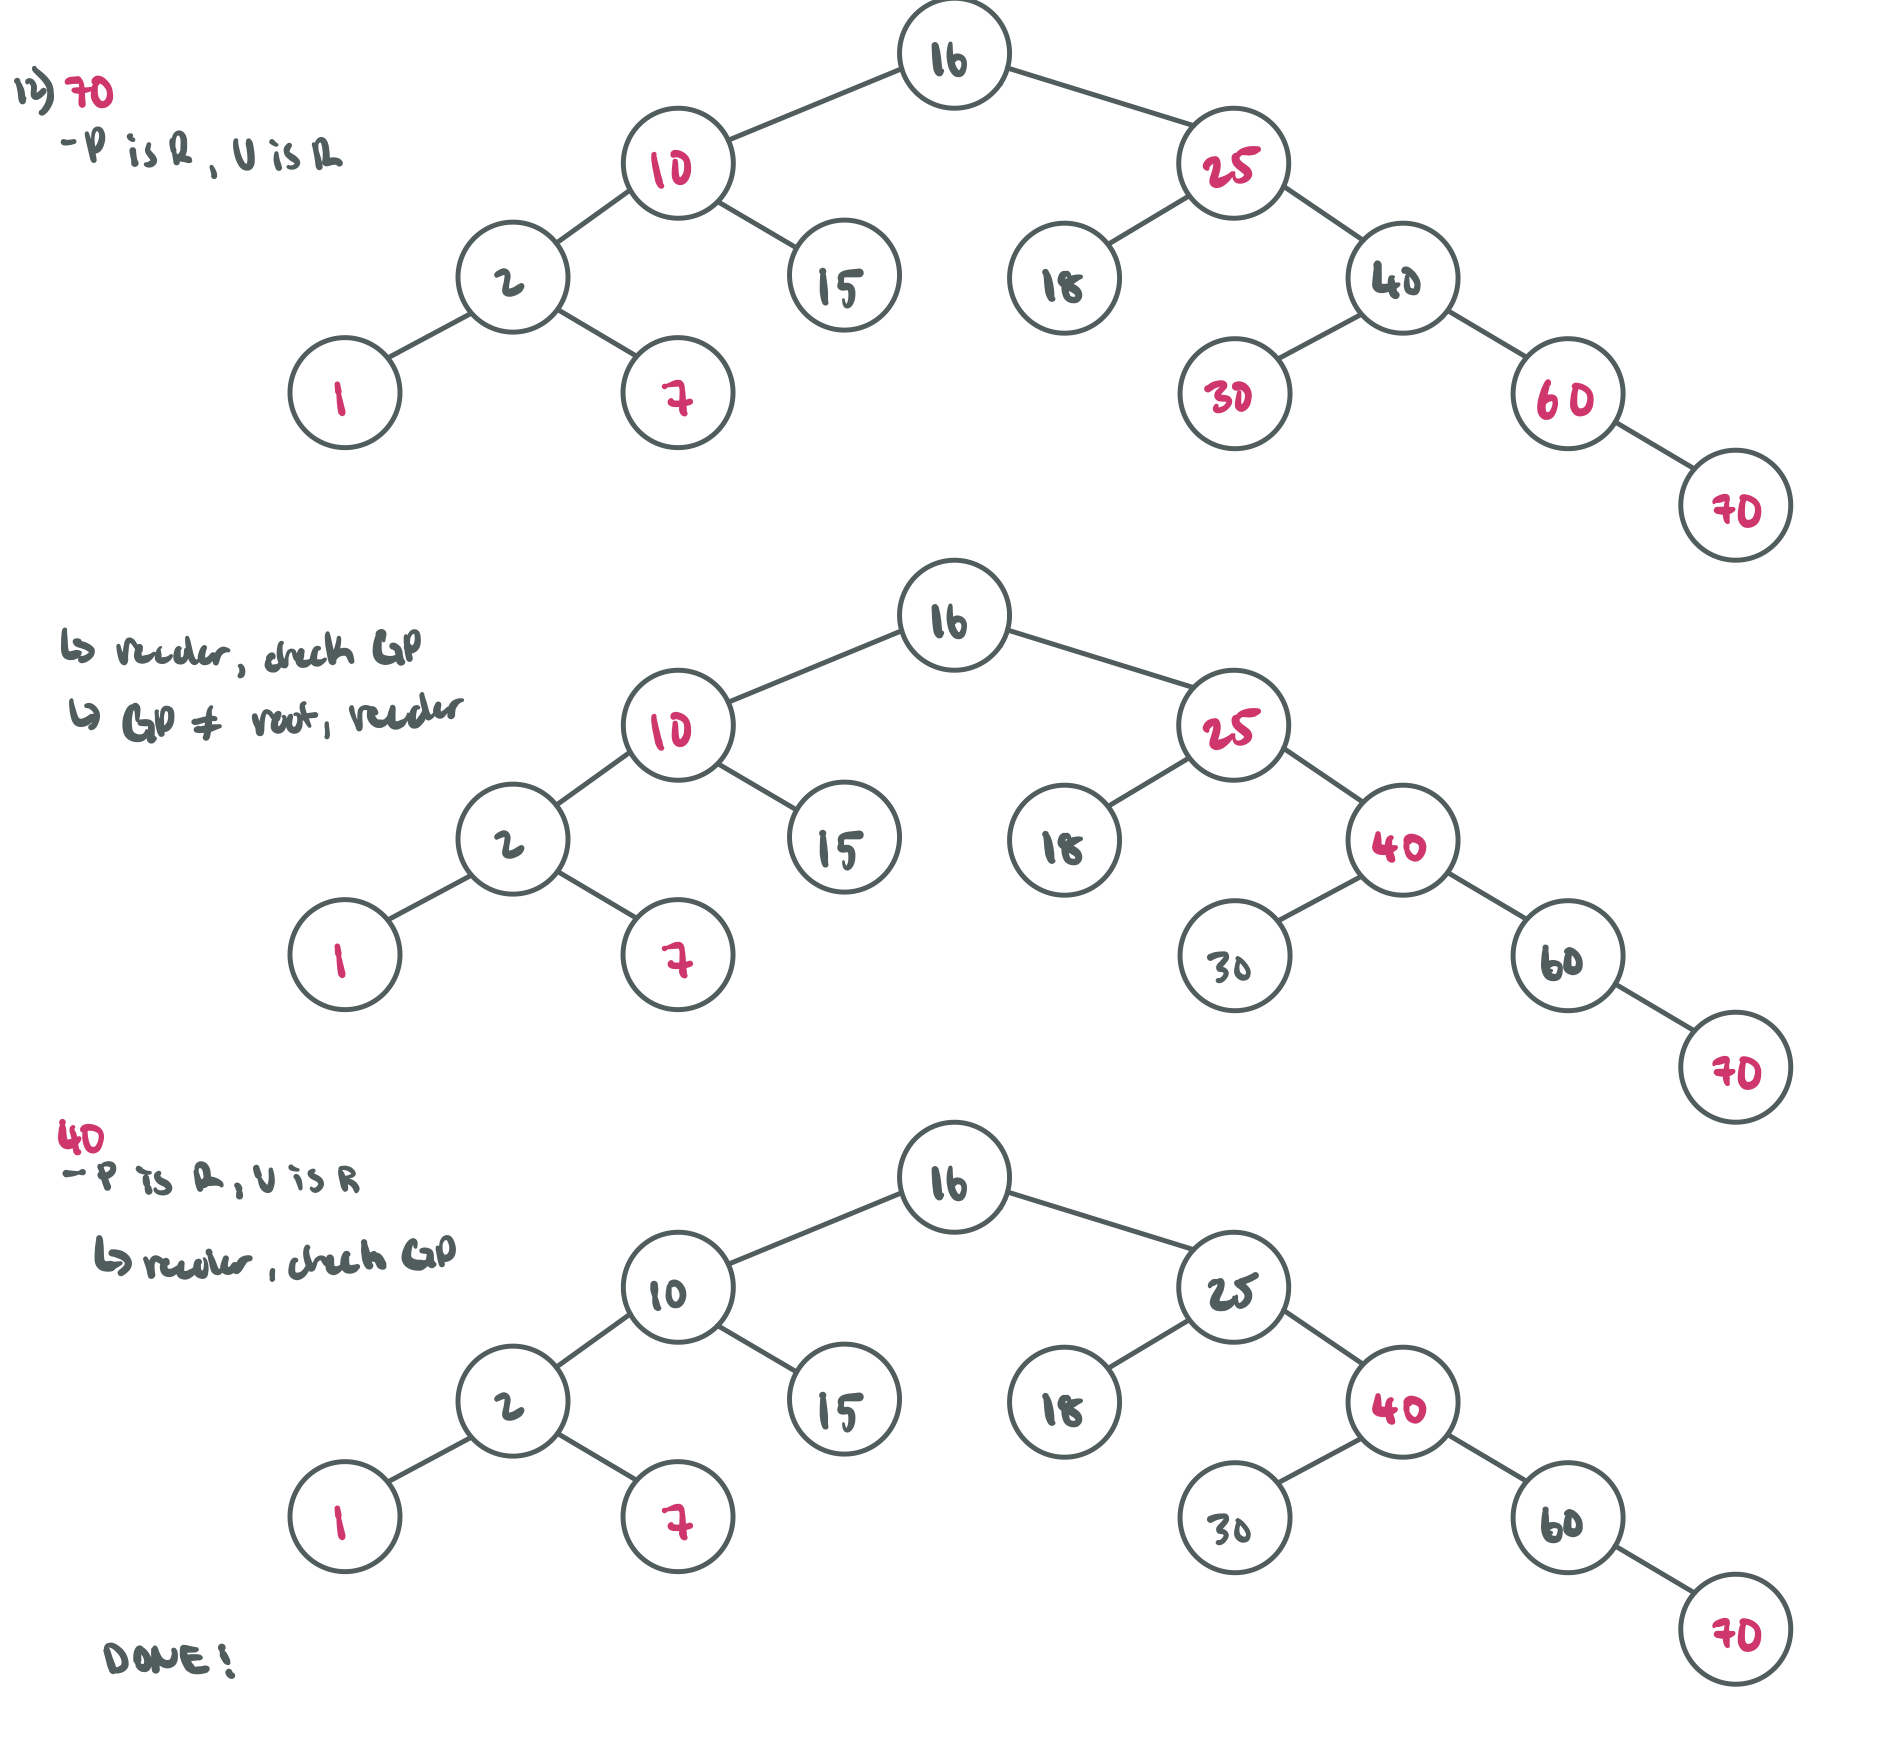 12) 70
- P is R, U is R
16
10 25
2 15 18 40
1 7 30 60
70
↳ recolor, check GP
↳ GP ≠ root, recolor
16
10 25
2 15 18 40
1 7 30 60
70
40
- P is R, U is R
↳ recolor, check GP
16
10 25
2 15 18 40
1 7 30 60
70
DONE!